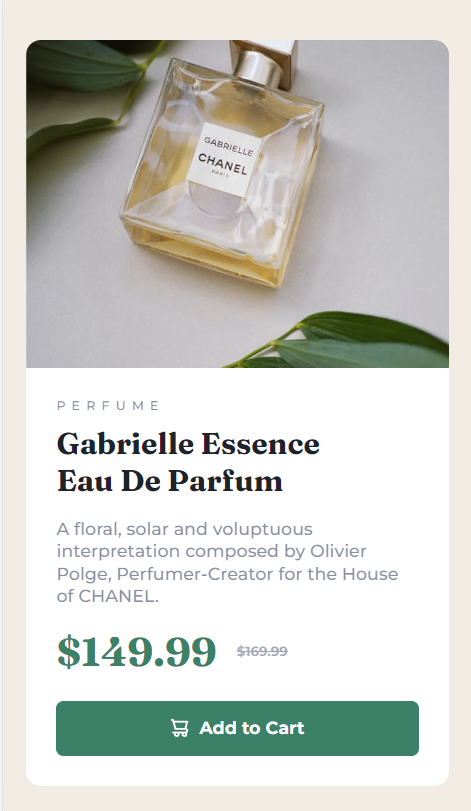 GABRIELLE
CHANEL
PARIS
PERFUME
Gabrielle Essence
Eau De Parfum
A floral, solar and voluptuous
interpretation composed by Olivier
Polge, Perfumer-Creator for the House
of CHANEL.
$149.99 $169.99
Add to Cart